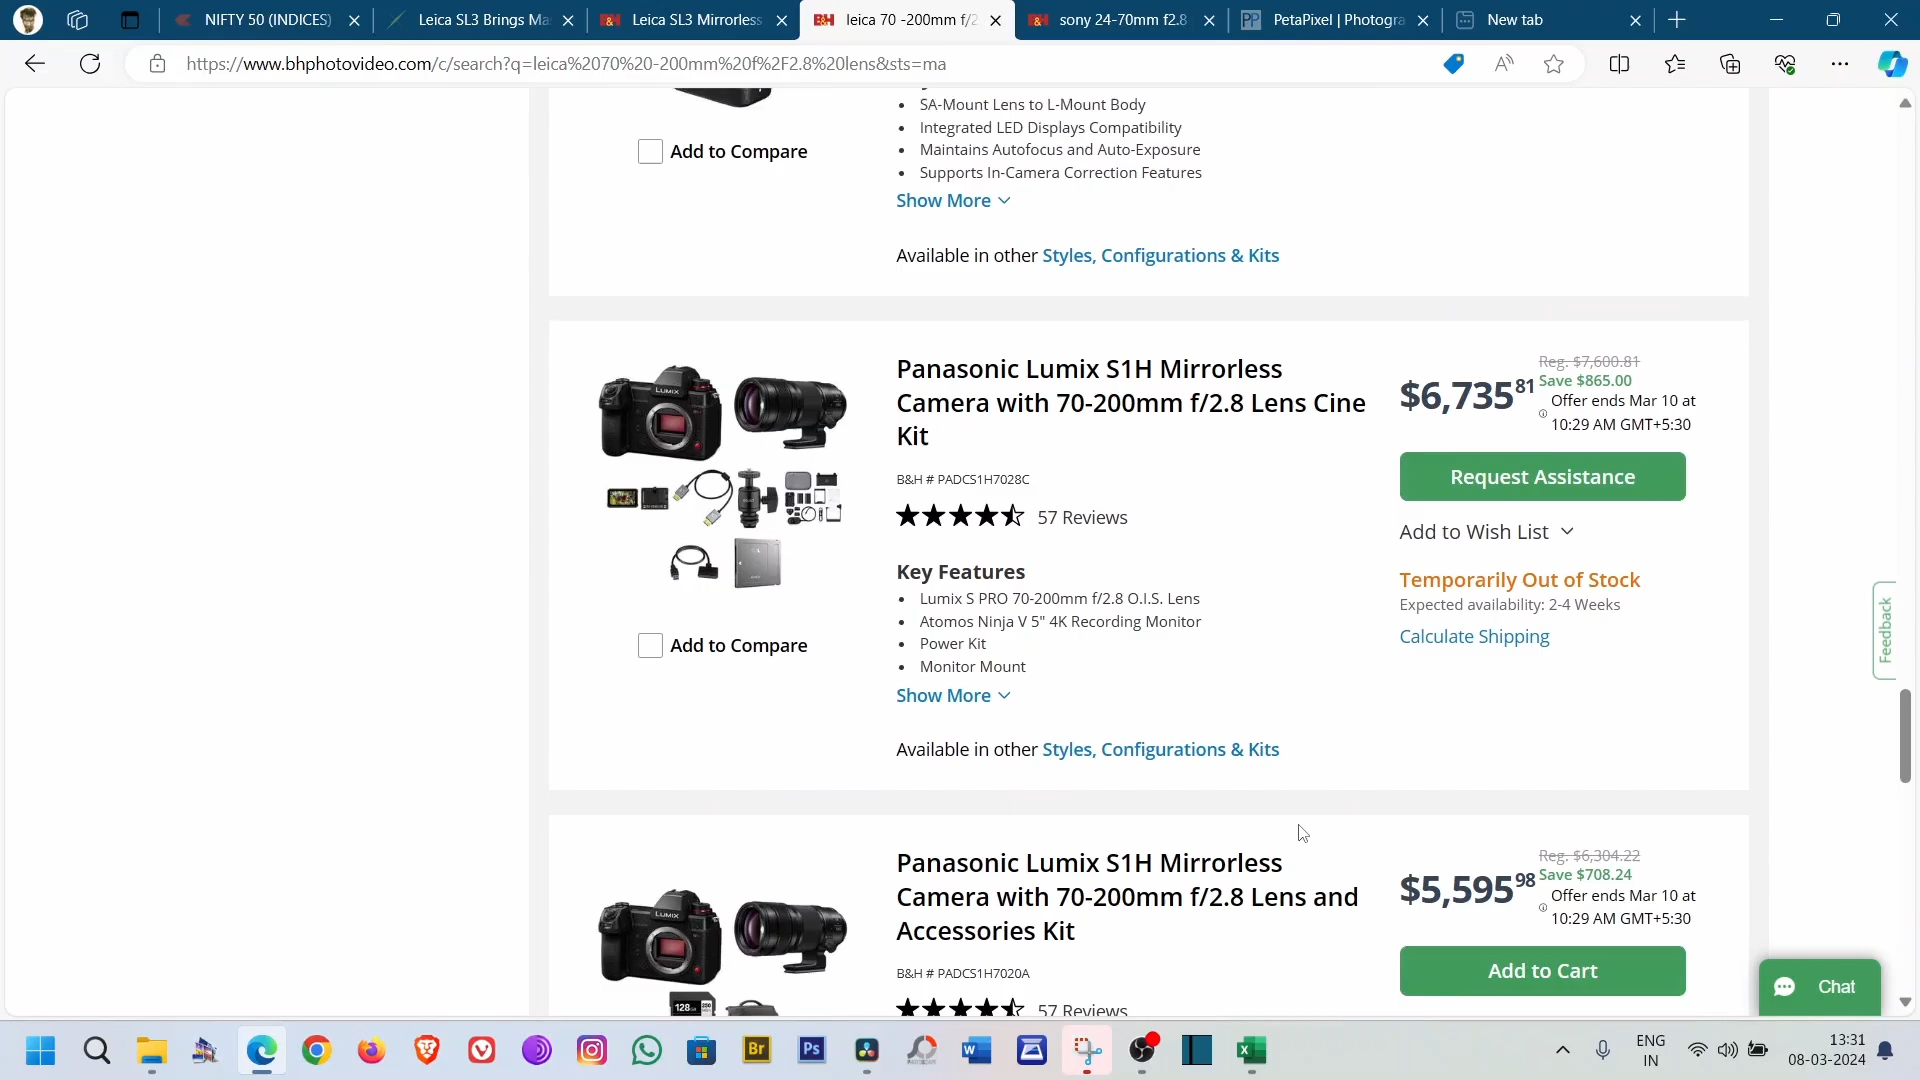 NIFTY 50 (INDICES)
Leica SL3 Brings Ma
Leica SL3 Mirrorless
leica 70 -200mm f/2
sony 24-70mm f2.8
PetaPixel | Photogra
New tab
https://www.bhphotovideo.com/c/search?q=leica%2070%20-200mm%20f%2F2.8%20lens&sts=ma
SA-Mount Lens to L-Mount Body
Integrated LED Displays Compatibility
Maintains Autofocus and Auto-Exposure
Supports In-Camera Correction Features
Add to Compare
Show More
Available in other Styles, Configurations & Kits
Panasonic Lumix S1H Mirrorless
Camera with 70-200mm f/2.8 Lens Cine
Kit
B&H # PADCS1H7028C
57 Reviews
Key Features
Lumix S PRO 70-200mm f/2.8 O.I.S. Lens
Atomos Ninja V 5" 4K Recording Monitor
Power Kit
Monitor Mount
Show More
Add to Compare
Available in other Styles, Configurations & Kits
Reg. $7,600.81
$6,735 81
Save $865.00
Offer ends Mar 10 at
10:29 AM GMT+5:30
Request Assistance
Add to Wish List
Temporarily Out of Stock
Expected availability: 2-4 Weeks
Calculate Shipping
Feedback
LUMIX
Panasonic Lumix S1H Mirrorless
Camera with 70-200mm f/2.8 Lens and
Accessories Kit
B&H # PADCS1H7020A
57 Reviews
LUMIX
128
Reg. $6,304.22
$5,595 98
Save $708.24
Offer ends Mar 10 at
10:29 AM GMT+5:30
Add to Cart
Chat
Br
Ps
ENG
IN
13:31
08-03-2024